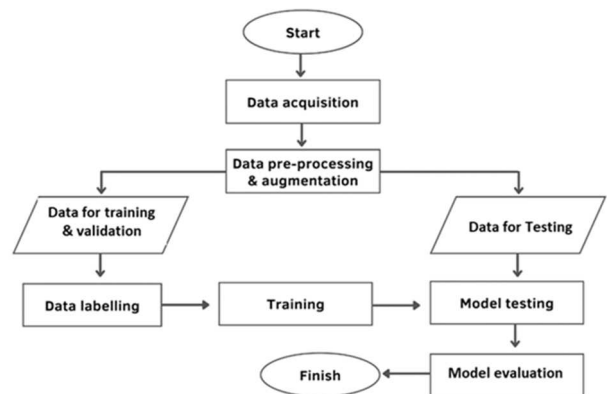 Start
Data acquisition
Data pre-processing
& augmentation
Data for training
& validation
Data for Testing
Data labelling
Training
Model testing
Finish
Model evaluation